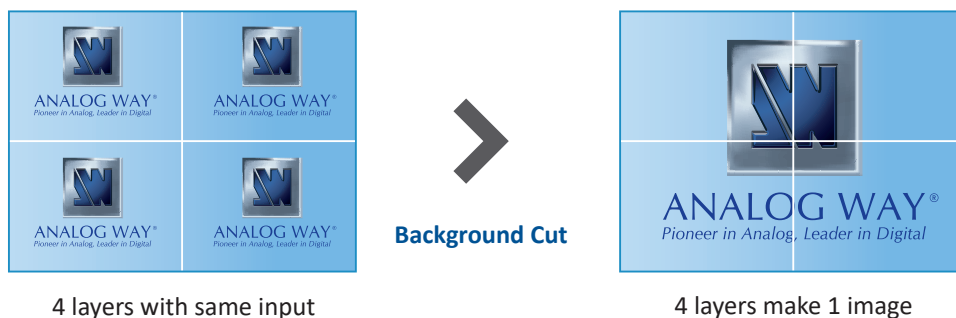 ANALOG WAY®
Pioneer in Analog, Leader in Digital
ANALOG WAY®
Pioneer in Analog, Leader in Digital
ANALOG WAY®
Pioneer in Analog, Leader in Digital
ANALOG WAY®
Pioneer in Analog, Leader in Digital
4 layers with same input
Background Cut
ANALOG WAY®
Pioneer in Analog, Leader in Digital
4 layers make 1 image